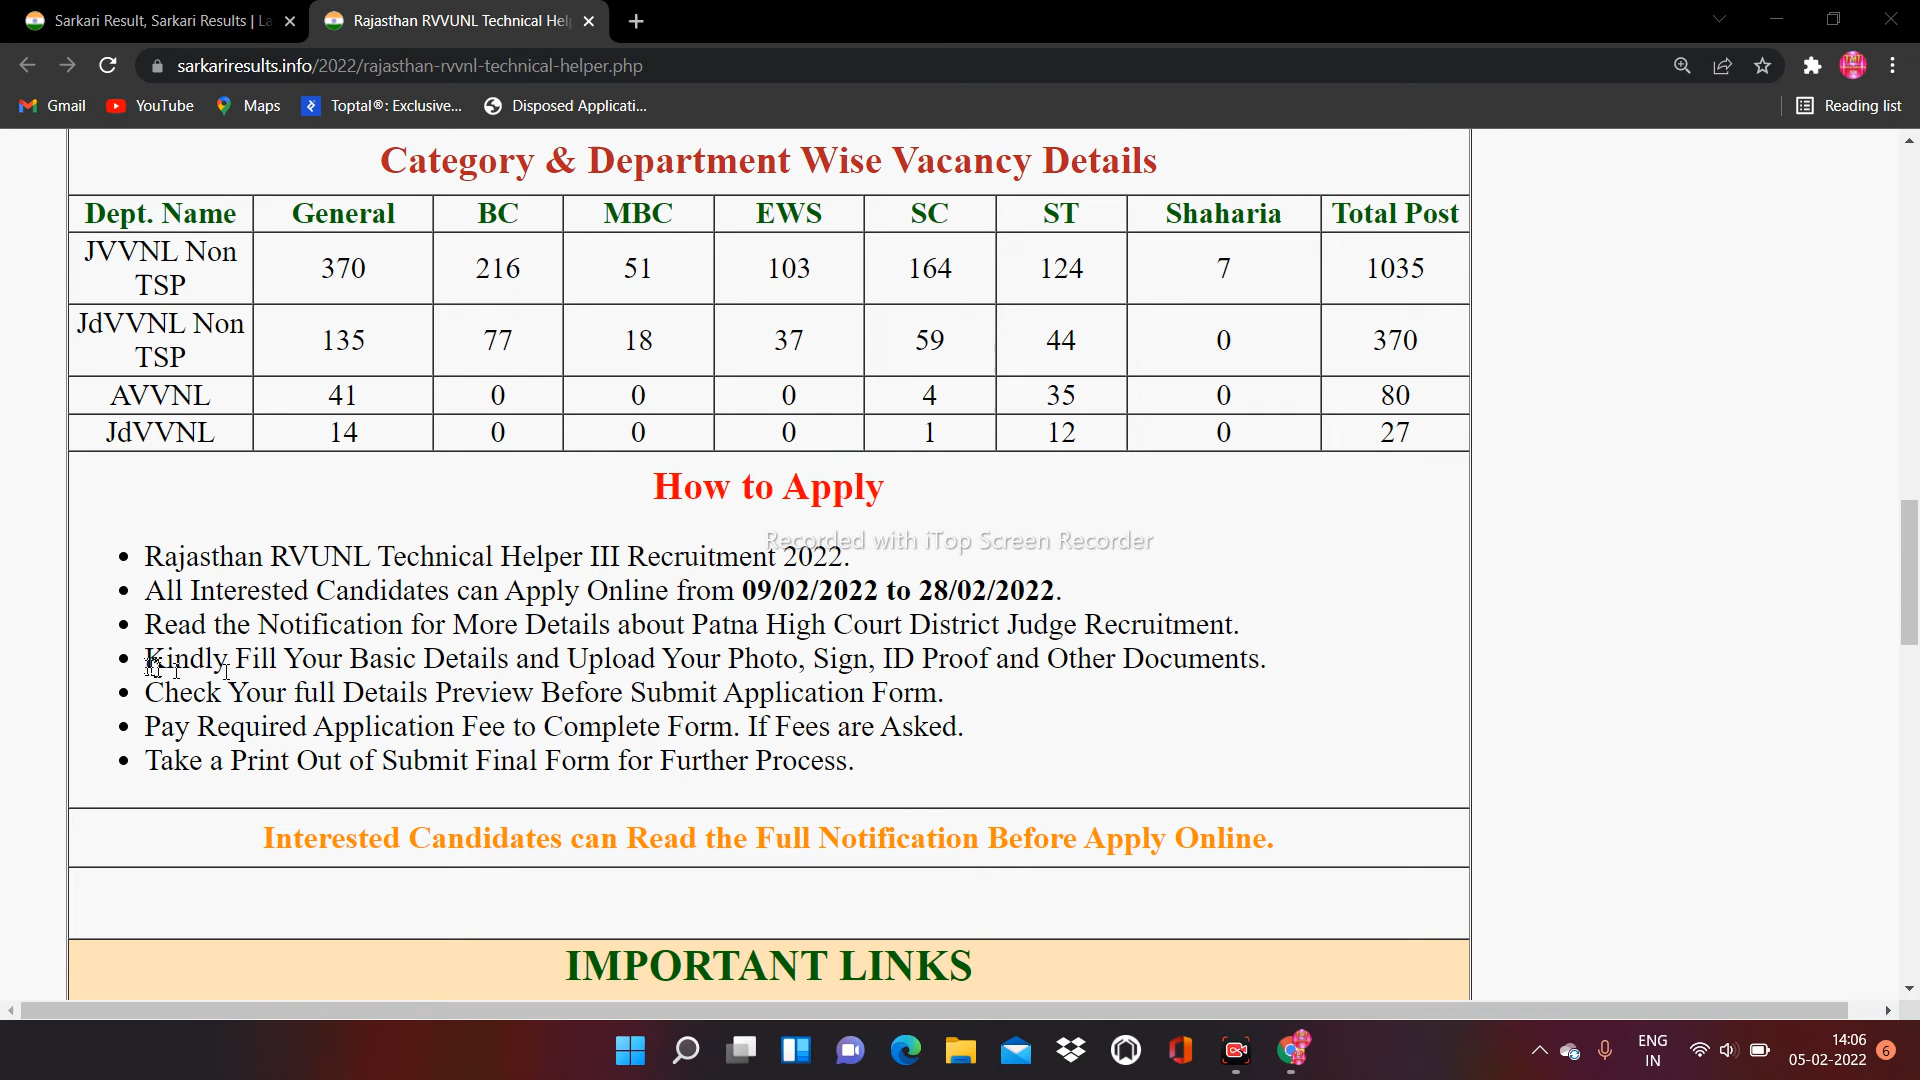 Sarkari Result, Sarkari Results | La
Rajasthan RVVUNL Technical Hel
sarkariresults.info/2022/rajasthan-rvvnl-technical-helper.php
Gmail YouTube Maps Toptal®: Exclusive... Disposed Applicati... Reading list
Category & Department Wise Vacancy Details
Dept. Name General BC MBC EWS SC ST Shaharia Total Post
JVVNL Non TSP 370 216 51 103 164 124 7 1035
JdVVNL Non TSP 135 77 18 37 59 44 0 370
AVVNL 41 0 0 0 4 35 0 80
JdVVNL 14 0 0 0 1 12 0 27
How to Apply
Recorded with iTop Screen Recorder
Rajasthan RVUNL Technical Helper III Recruitment 2022.
All Interested Candidates can Apply Online from 09/02/2022 to 28/02/2022.
Read the Notification for More Details about Patna High Court District Judge Recruitment.
Kindly Fill Your Basic Details and Upload Your Photo, Sign, ID Proof and Other Documents.
Check Your full Details Preview Before Submit Application Form.
Pay Required Application Fee to Complete Form. If Fees are Asked.
Take a Print Out of Submit Final Form for Further Process.
Interested Candidates can Read the Full Notification Before Apply Online.
IMPORTANT LINKS
ENG
IN
14:06
05-02-2022
6